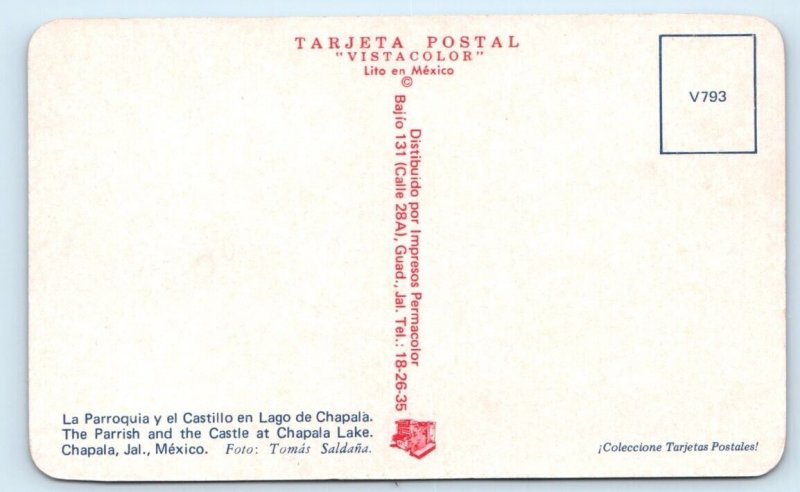 TARJETA POSTAL
"VISTACOLOR"
Lito en México
©
V793
Distribuido por Impresos Permacolor
Bajío 131 (Calle 28A), Guad., Jal. Tel.: 18-26-35
La Parroquia y el Castillo en Lago de Chapala.
The Parrish and the Castle at Chapala Lake.
Chapala, Jal., México. Foto: Tomás Saldaña.
¡Coleccione Tarjetas Postales!